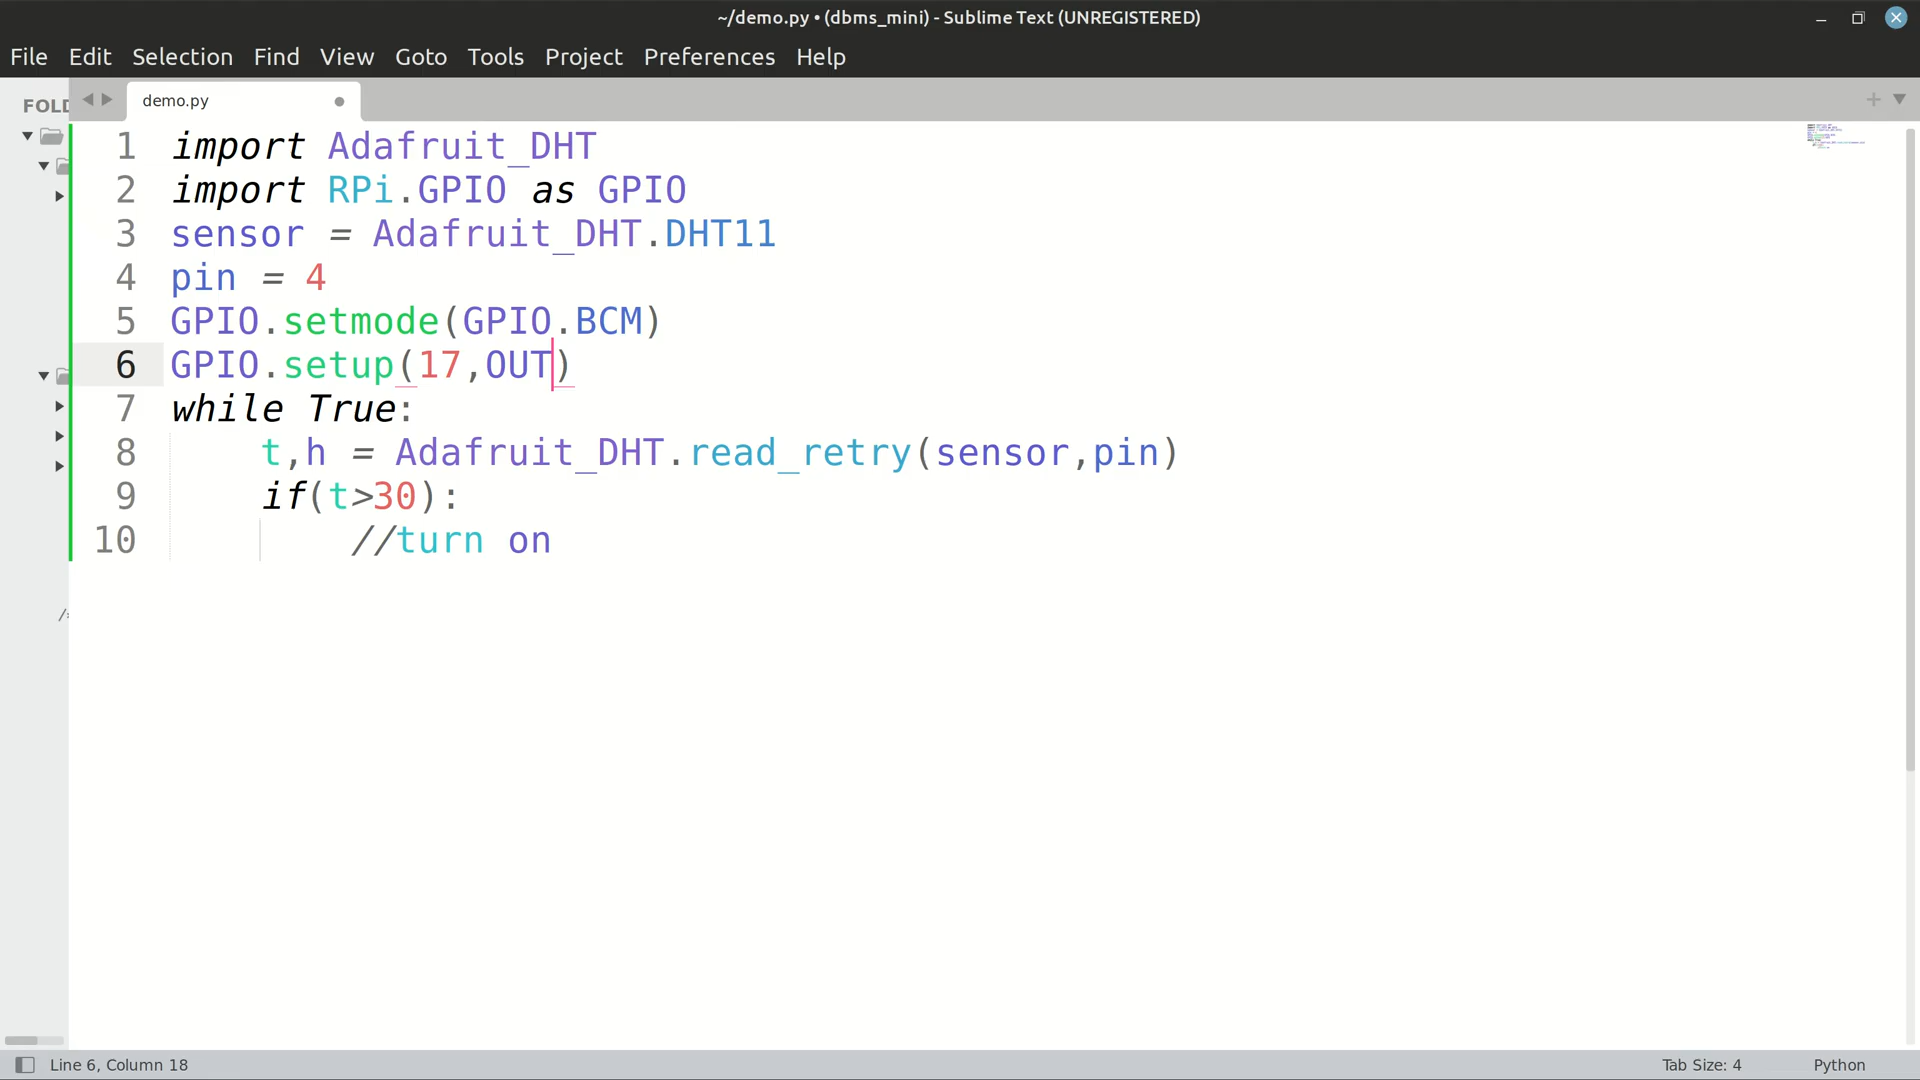 ~/demo.py • (dbms_mini) - Sublime Text (UNREGISTERED)
File Edit Selection Find View Goto Tools Project Preferences Help
FOLD
demo.py
1 import Adafruit_DHT
2 import RPi.GPIO as GPIO
3 sensor = Adafruit_DHT.DHT11
4 pin = 4
5 GPIO.setmode(GPIO.BCM)
6 GPIO.setup(17,OUT)
7 while True:
8 t,h = Adafruit_DHT.read_retry(sensor,pin)
9 if(t>30):
10 //turn on
Line 6, Column 18
Tab Size: 4
Python